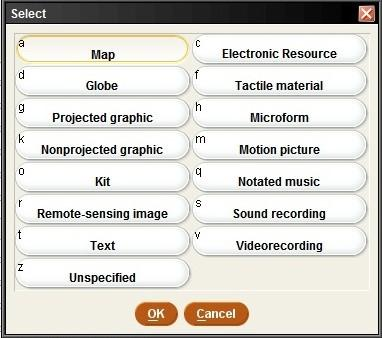 Select
a Map
c Electronic Resource
d Globe
f Tactile material
g Projected graphic
h Microform
k Nonprojected graphic
m Motion picture
o Kit
q Notated music
r Remote-sensing image
s Sound recording
t Text
v Videorecording
z Unspecified
OK Cancel